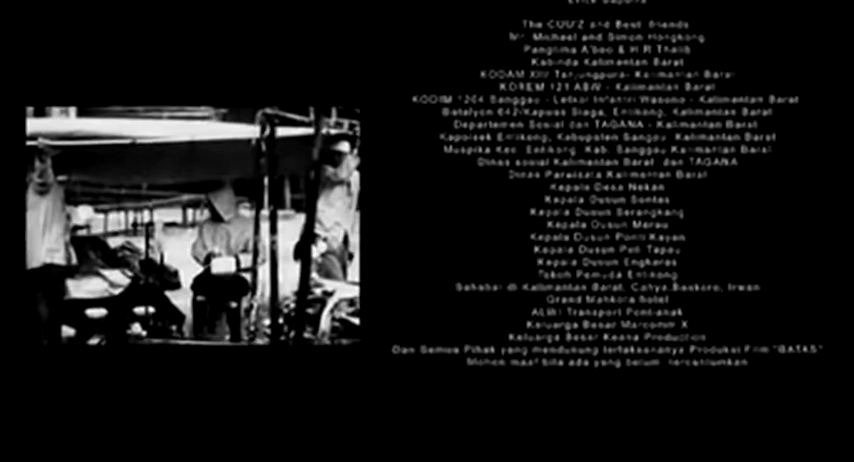 The CUU'Z and Best friends
Mr. Michael and Simon Hongkong
Panglima A'beo & H R Thalib
Kabinda Kalimantan Barat
KODAM XII/ Tanjungpura- Kalimantan Barat
KOREM 121 ABW - Kalimantan Barat
KODIM 1204 Sanggau - Letkol Infantri Wasono - Kalimantan Barat
Batalyon 642/Kapuas Siaga, Entikong, Kalimantan Barat
Departemen Sosial dan TAGANA - Kalimantan Barat
Kapolsek Entikong, Kabupaten Sanggau, Kalimantan Barat
Muspika Kec. Entikong, Kab. Sanggau Kalimantan Barat
Dinas sosial Kalimantan Barat dan TAGANA
Dinas Pariwisata Kalimantan Barat
Kepala Desa Nekan
Kepala Dusun Sontas
Kepala Dusun Serangkang
Kepala Dusun Merau
Kepala Dusun Ponti Kayan
Kepala Dusun Peti Tapau
Kepala Dusun Engkaras
Tokoh Pemuda Entikong
Sahabat di Kalimantan Barat, Cahya, Baskoro, Irwan
Grand Mahkota hotel
Transport Pontianak
Keluarga Besar Marcomm X
Keluarga Besar Keana Production
Dan Semua Pihak yang mendukung terlaksananya Produksi Film "BATAS"
Mohon maaf bila ada yang belum tercantumkan